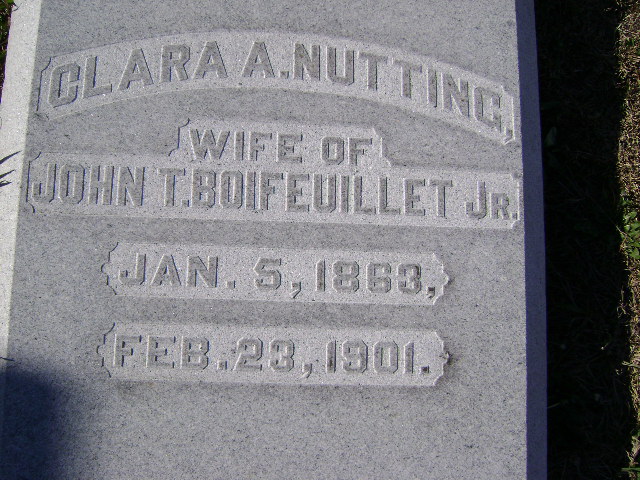 CLARA A. NUTTING,
WIFE OF
JOHN T. BOIFEUILLET JR.
JAN. 5, 1863,
FEB. 23, 1901.